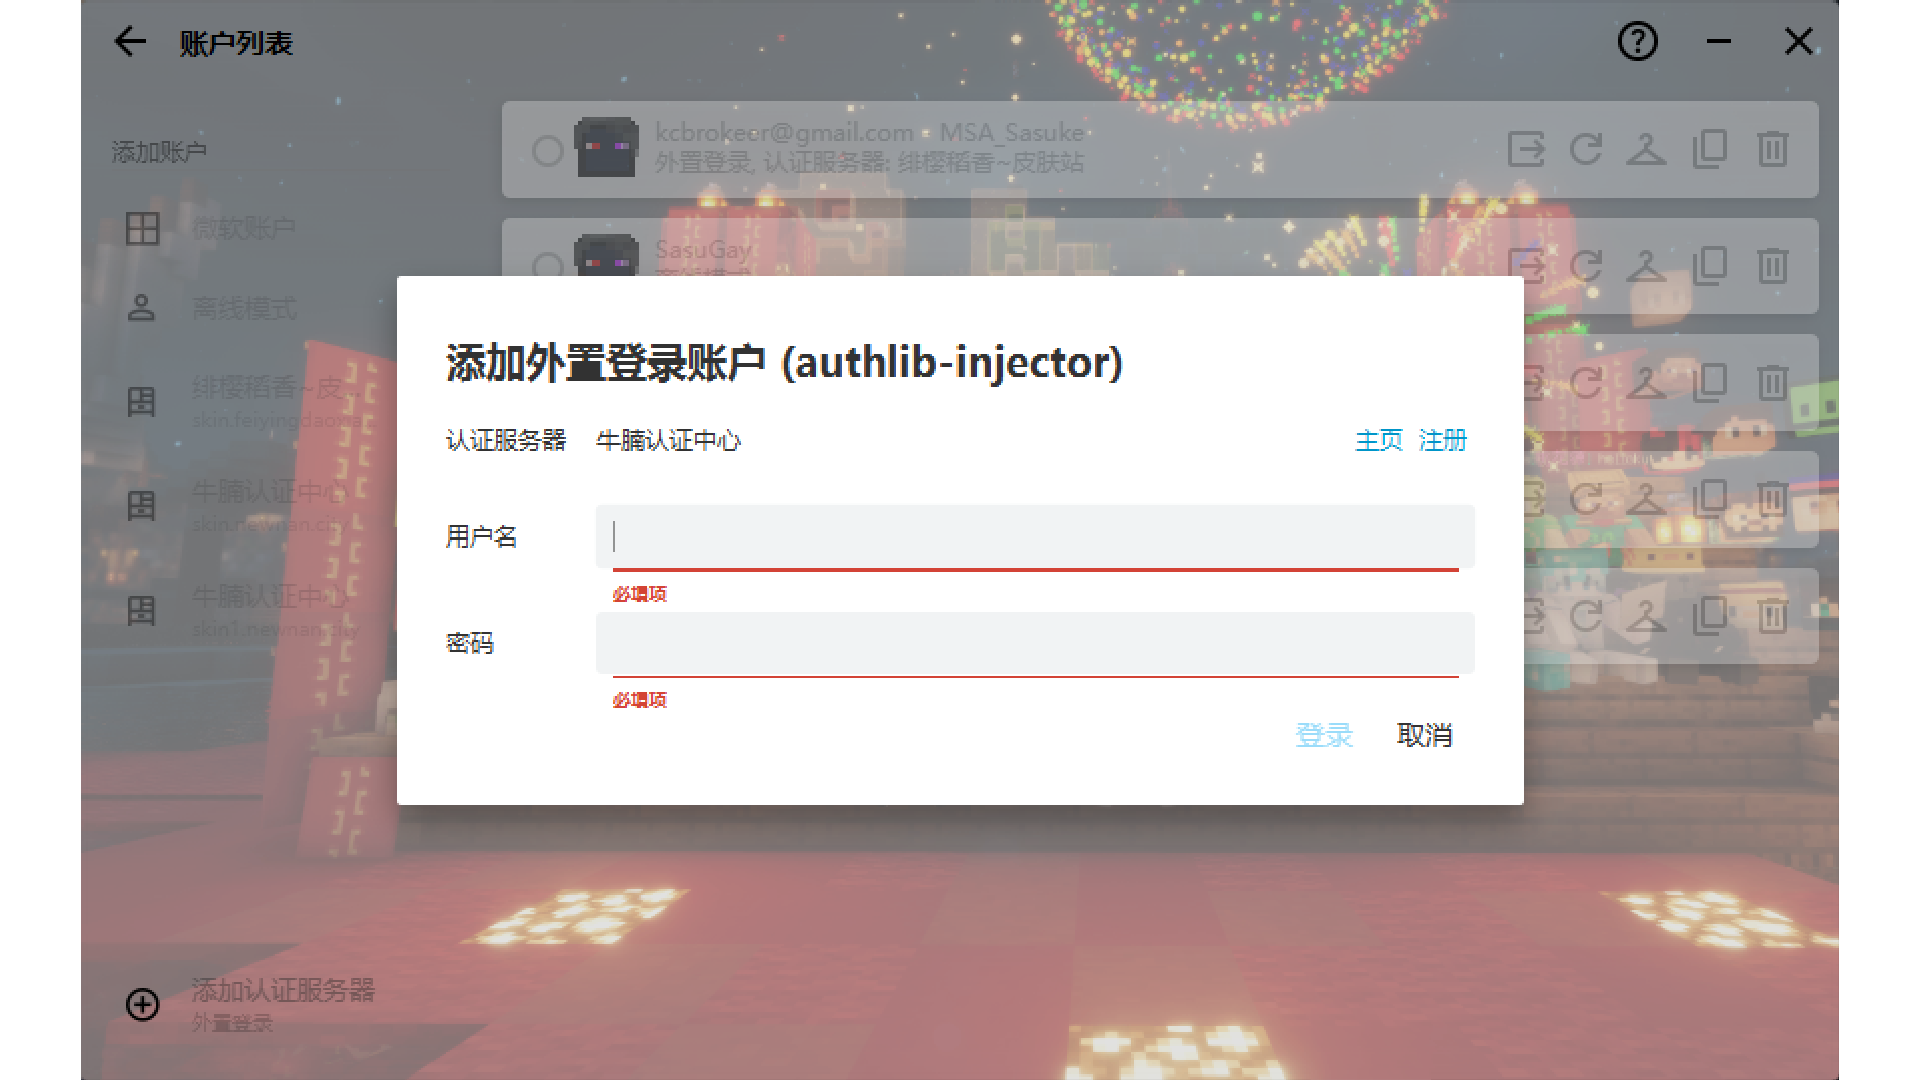 账户列表
添加账户
微软账户
离线模式
绯樱稻香~皮...
skin.feiyingdaoxia...
牛腩认证中心
skin.newnan.city
牛腩认证中心
skin1.newnan.city
添加认证服务器
外置登录
kcbrokeer@gmail.com - MSA_Sasuke
外置登录, 认证服务器: 绯樱稻香~皮肤站
SasuGay
离线模式
添加外置登录账户 (authlib-injector)
认证服务器 牛腩认证中心 主页 注册
用户名
必填项
密码
必填项
登录 取消